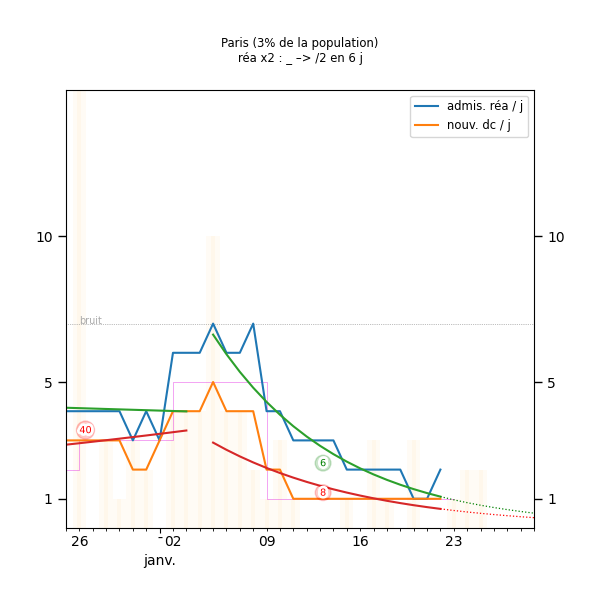 Paris (3% de la population)
réa x2 : _ –> /2 en 6 j
admis. réa / j
nouv. dc / j
10 10
bruit
5 5
40
6
8
1 1
26 02 09 16 23
janv.